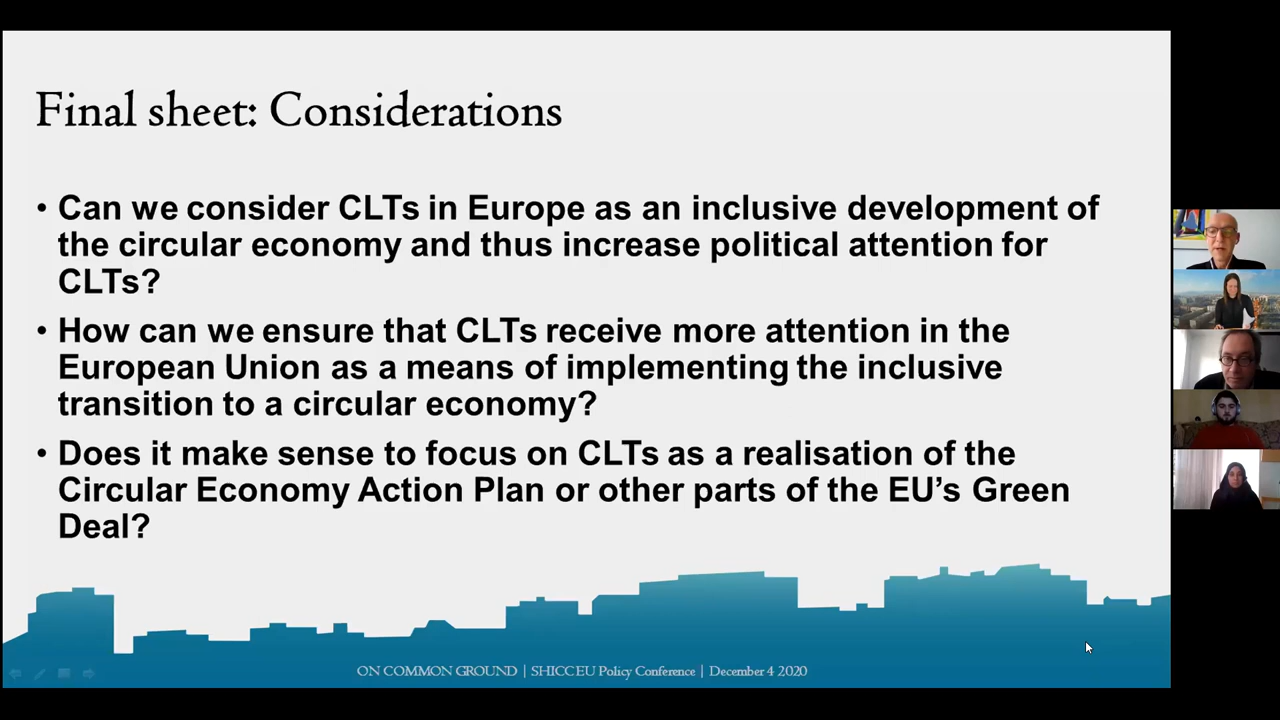 Final sheet: Considerations
• Can we consider CLTs in Europe as an inclusive development of
the circular economy and thus increase political attention for
CLTs?
• How can we ensure that CLTs receive more attention in the
European Union as a means of implementing the inclusive
transition to a circular economy?
• Does it make sense to focus on CLTs as a realisation of the
Circular Economy Action Plan or other parts of the EU’s Green
Deal?
ON COMMON GROUND | SHICC EU Policy Conference | December 4 2020